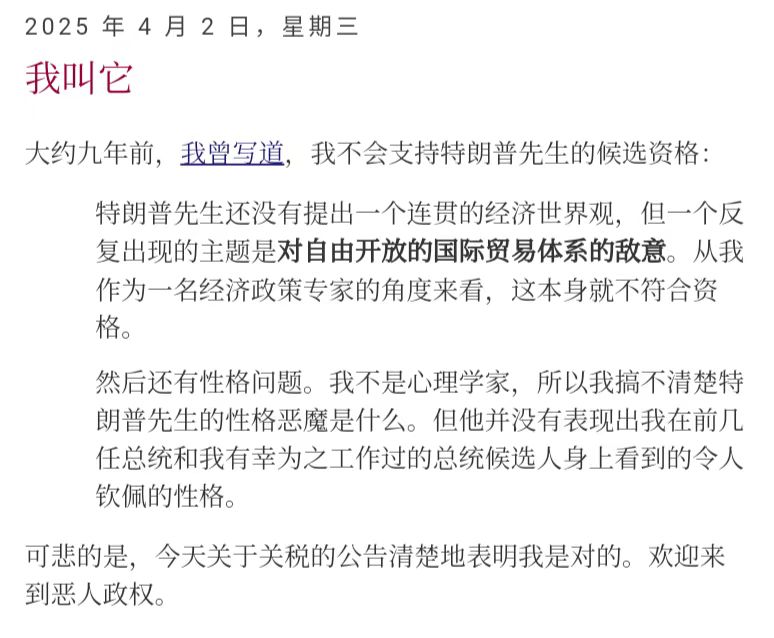 2025 年 4 月 2 日，星期三
我叫它
大约九年前，我曾写道，我不会支持特朗普先生的候选资格：
特朗普先生还没有提出一个连贯的经济世界观，但一个反
复出现的主题是对自由开放的国际贸易体系的敌意。从我
作为一名经济政策专家的角度来看，这本身就不符合资
格。
然后还有性格问题。我不是心理学家，所以我搞不清楚特
朗普先生的性格恶魔是什么。但他并没有表现出我在前几
任总统和我有幸为之工作过的总统候选人身上看到的令人
钦佩的性格。
可悲的是，今天关于关税的公告清楚地表明我是对的。欢迎来
到恶人政权。